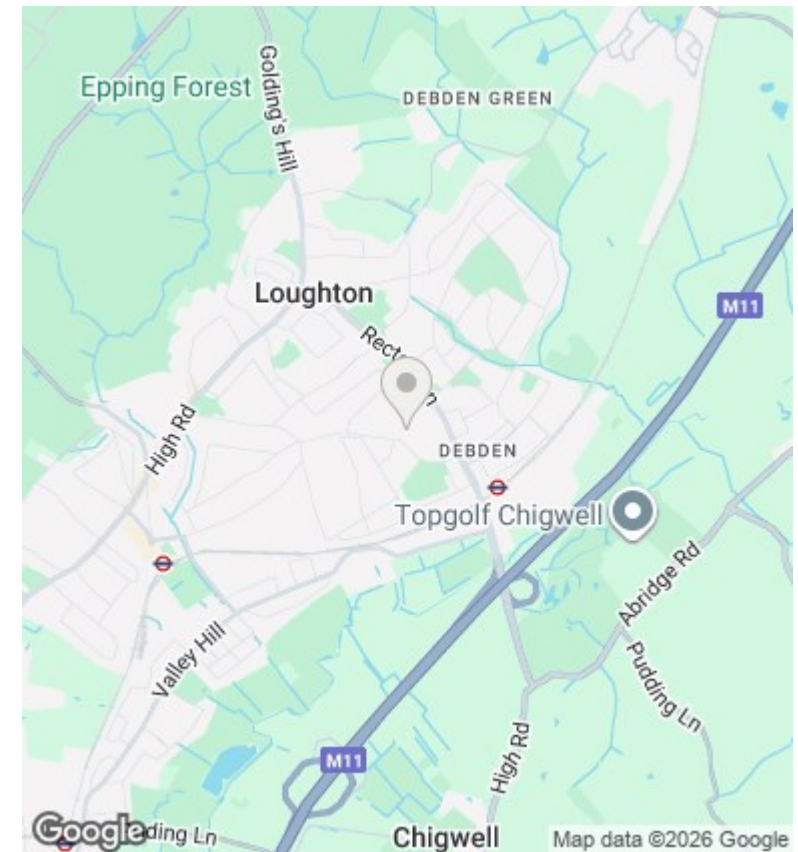 Epping Forest
Golding's Hill
DEBDEN GREEN
Loughton
M11
High Rd
DEBDEN
Topgolf Chigwell
Abridge Rd
Valley Hill
Pudding Ln
High Rd
M11
Google
Chigwell
Map data ©2026 Google